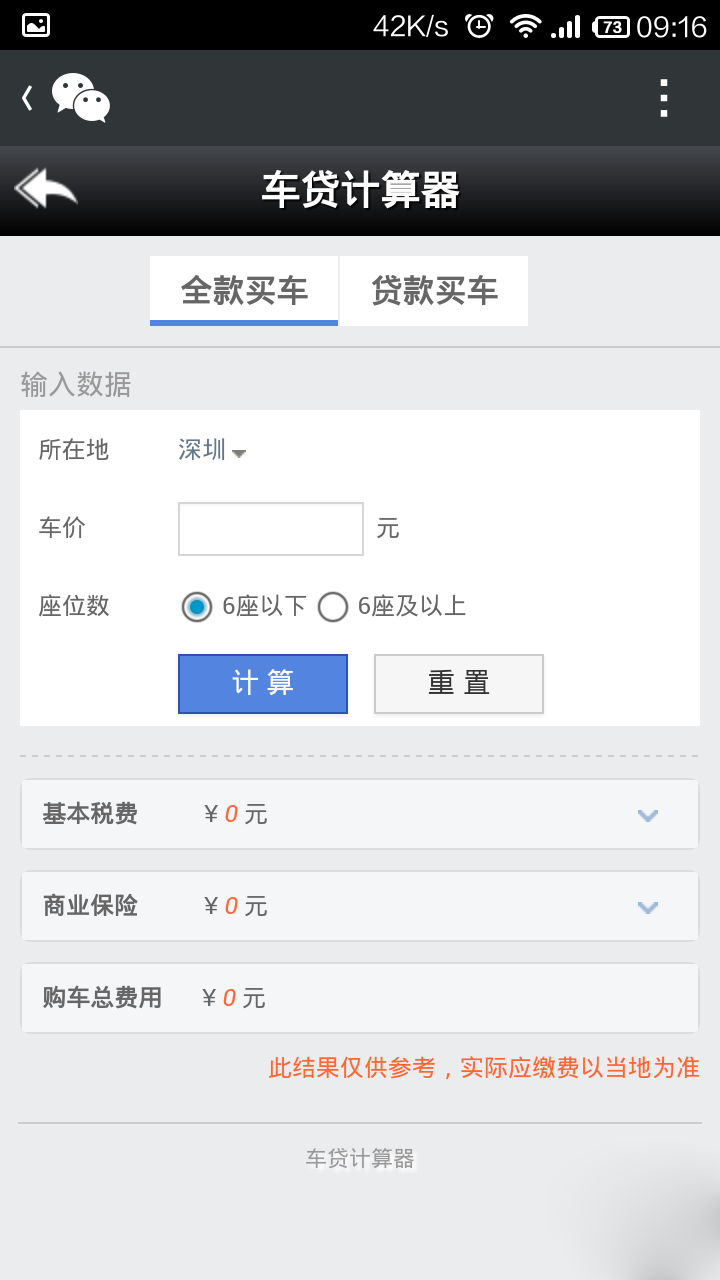 42K/s 73 09:16
车贷计算器
全款买车 贷款买车
输入数据
所在地 深圳
车价 元
座位数 6座以下 6座及以上
计 算 重 置
基本税费 ¥ 0 元
商业保险 ¥ 0 元
购车总费用 ¥ 0 元
此结果仅供参考，实际应缴费以当地为准
车贷计算器